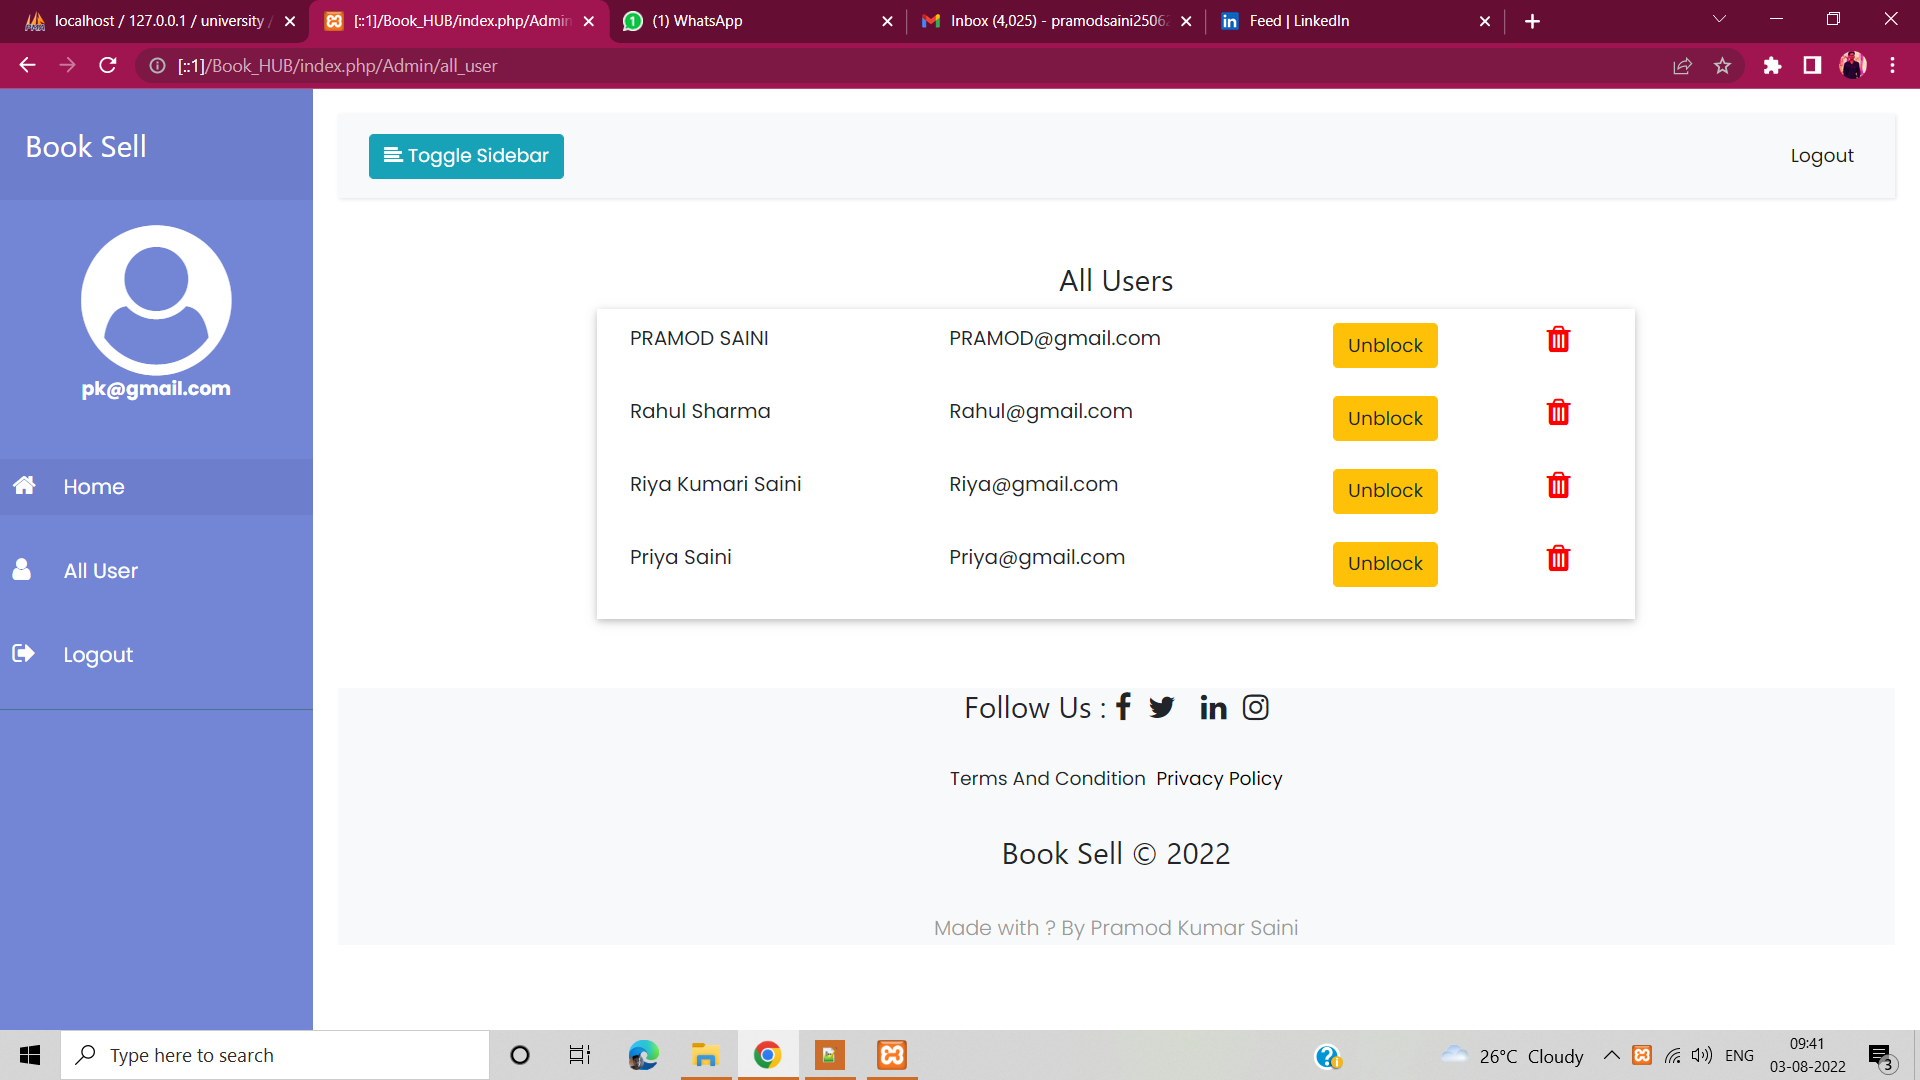 localhost / 127.0.0.1 / university /
[::1]/Book_HUB/index.php/Admin
(1) WhatsApp
Inbox (4,025) - pramodsaini2506
Feed | LinkedIn
[::1]/Book_HUB/index.php/Admin/all_user
Book Sell
pk@gmail.com
Home
All User
Logout
Toggle Sidebar
Logout
All Users
PRAMOD SAINI PRAMOD@gmail.com Unblock
Rahul Sharma Rahul@gmail.com Unblock
Riya Kumari Saini Riya@gmail.com Unblock
Priya Saini Priya@gmail.com Unblock
Follow Us :
Terms And Condition Privacy Policy
Book Sell © 2022
Made with ? By Pramod Kumar Saini
Type here to search
26°C Cloudy
ENG
09:41
03-08-2022
3